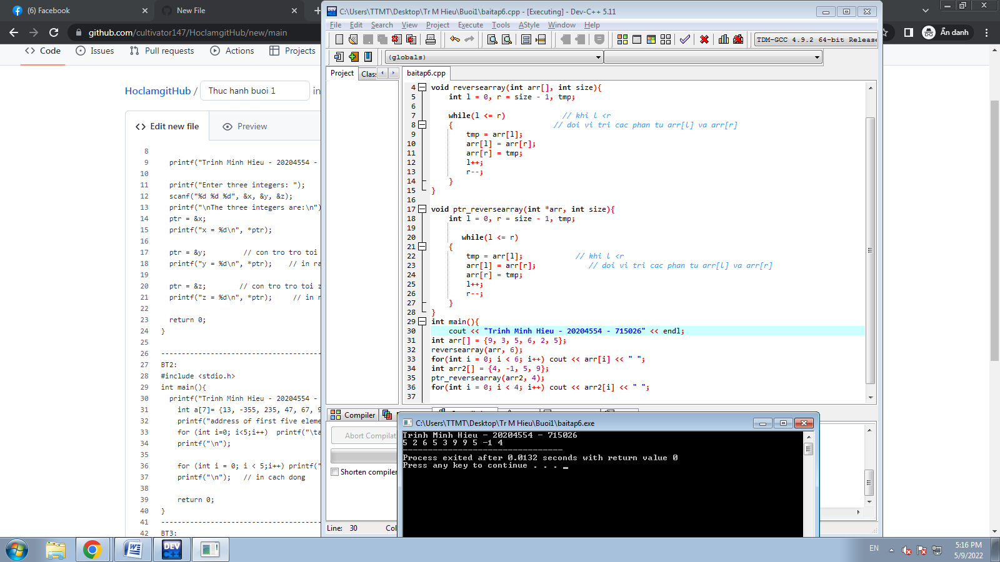 (6) Facebook
New File
github.com/cultivator147/HoclamgitHub/new/main
Ẩn danh
Code
Issues
Pull requests
Actions
Projects
HoclamgitHub / Thuc hanh buoi 1 in
Edit new file
Preview
8
9 printf("Trinh Minh Hieu - 20204554 -
10
11 printf("Enter three integers: ");
12 scanf("%d %d %d", &x, &y, &z);
13 printf("\nThe three integers are:\n")
14 ptr = &x;
15 printf("x = %d\n", *ptr);
16
17 ptr = &y; // con tro tro toi
18 printf("y = %d\n", *ptr); // in ra
19
20 ptr = &z; // con tro tro toi z
21 printf("z = %d\n", *ptr); // in r
22
23 return 0;
24 }
25
26 ----------------------------------------
27 BT2:
28 #include <stdio.h>
29 int main(){
30 printf("Trinh Minh Hieu - 20204554 -
31 int a[7]= {13, -355, 235, 47, 67, 9
32 printf("address of first five eleme
33 for (int i=0; i<5;i++) printf("\ta
34 printf("\n");
35
36 for (int i = 0; i < 5;i++) printf("
37 printf("\n"); // in cach dong
38
39 return 0;
40 }
41 ----------------------------------------
42 BT3:
C:\Users\TTMT\Desktop\Tr M Hieu\Buoi1\baitap6.cpp - [Executing] - Dev-C++ 5.11
File Edit Search View Project Execute Tools AStyle Window Help
TDM-GCC 4.9.2 64-bit Release
(globals)
Project
Class
baitap6.cpp
4 void reversearray(int arr[], int size){
5 int l = 0, r = size - 1, tmp;
6
7 while(l <= r) // khi l <r
8 { // doi vi tri cac phan tu arr[l] va arr[r]
9 tmp = arr[l];
10 arr[l] = arr[r];
11 arr[r] = tmp;
12 l++;
13 r--;
14 }
15 }
16
17 void ptr_reversearray(int *arr, int size){
18 int l = 0, r = size - 1, tmp;
19
20 while(l <= r)
21 {
22 tmp = arr[l]; // khi l <r
23 arr[l] = arr[r]; // doi vi tri cac phan tu arr[l] va arr[r]
24 arr[r] = tmp;
25 l++;
26 r--;
27 }
28 }
29 int main(){
30 cout << "Trinh Minh Hieu - 20204554 - 715026" << endl;
31 int arr[] = {9, 3, 5, 6, 2, 5};
32 reversearray(arr, 6);
33 for(int i = 0; i < 6; i++) cout << arr[i] << " ";
34 int arr2[] = {4, -1, 5, 9};
35 ptr_reversearray(arr2, 4);
36 for(int i = 0; i < 4; i++) cout << arr2[i] << " ";
37
Compiler
Abort Compilat
Shorten compiler
Line: 30 Col
C:\Users\TTMT\Desktop\Tr M Hieu\Buoi1\baitap6.exe
Trinh Minh Hieu - 20204554 - 715026
5 2 6 5 3 9 9 5 -1 4
--------------------------------
Process exited after 0.0132 seconds with return value 0
Press any key to continue . . . _
DEV C++
EN
5:16 PM
5/9/2022